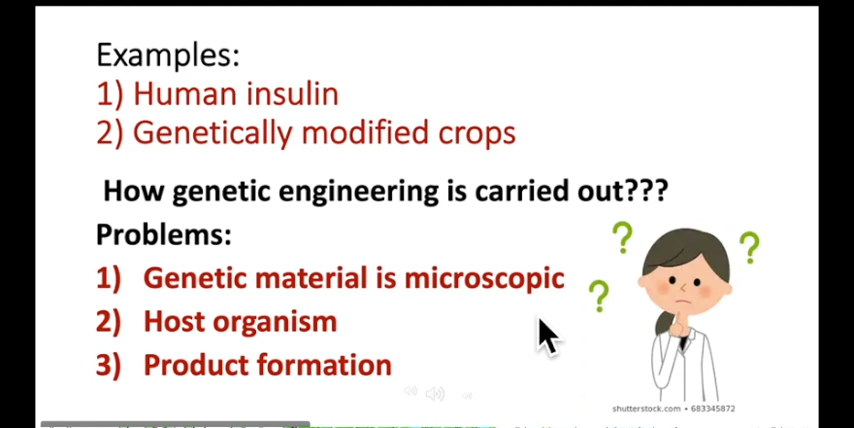 Examples:
1) Human insulin
2) Genetically modified crops
How genetic engineering is carried out???
Problems:
1) Genetic material is microscopic
2) Host organism
3) Product formation
? ? ?
shutterstock.com • 683345872